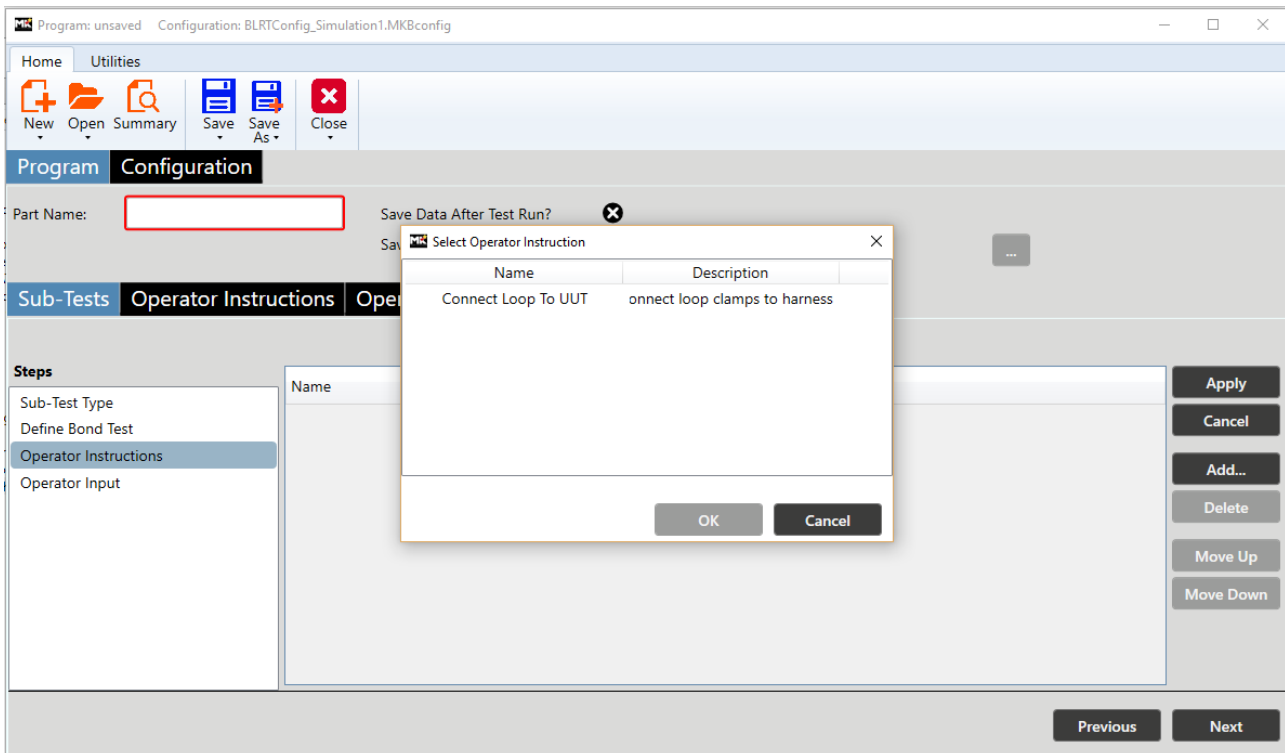 MK Program: unsaved Configuration: BLRTConfig_Simulation1.MKBconfig
Home Utilities
New Open Summary Save Save As Close
Program Configuration
Part Name: Save Data After Test Run?
Sav
...
MK Select Operator Instruction
Name Description
Connect Loop To UUT onnect loop clamps to harness
OK Cancel
Sub-Tests Operator Instructions Oper
Steps
Sub-Test Type
Define Bond Test
Operator Instructions
Operator Input
Name
Apply
Cancel
Add...
Delete
Move Up
Move Down
Previous Next